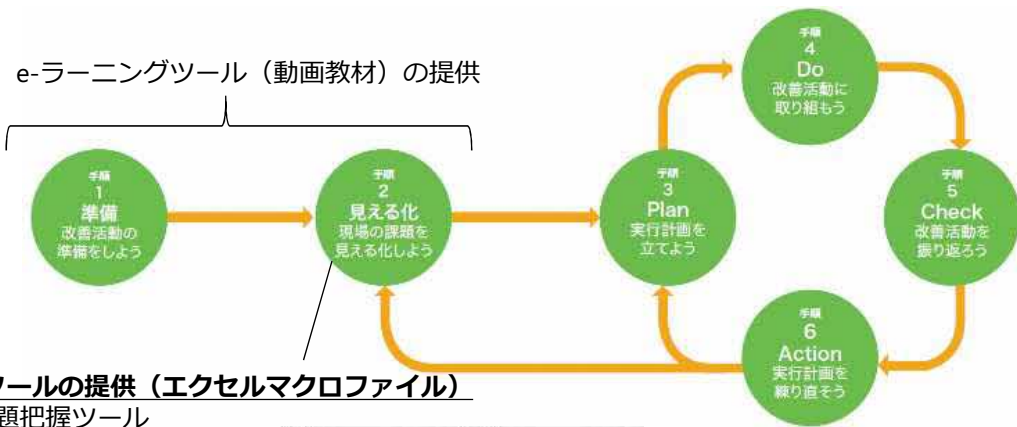 e-ラーニングツール（動画教材）の提供
手順
1
準備
改善活動の
準備をしよう
手順
2
見える化
現場の課題を
見える化しよう
手順
3
Plan
実行計画を
立てよう
手順
4
Do
改善活動に
取り組もう
手順
5
Check
改善活動を
振り返ろう
手順
6
Action
実行計画を
練り直そう
ツールの提供（エクセルマクロファイル）
題把握ツール